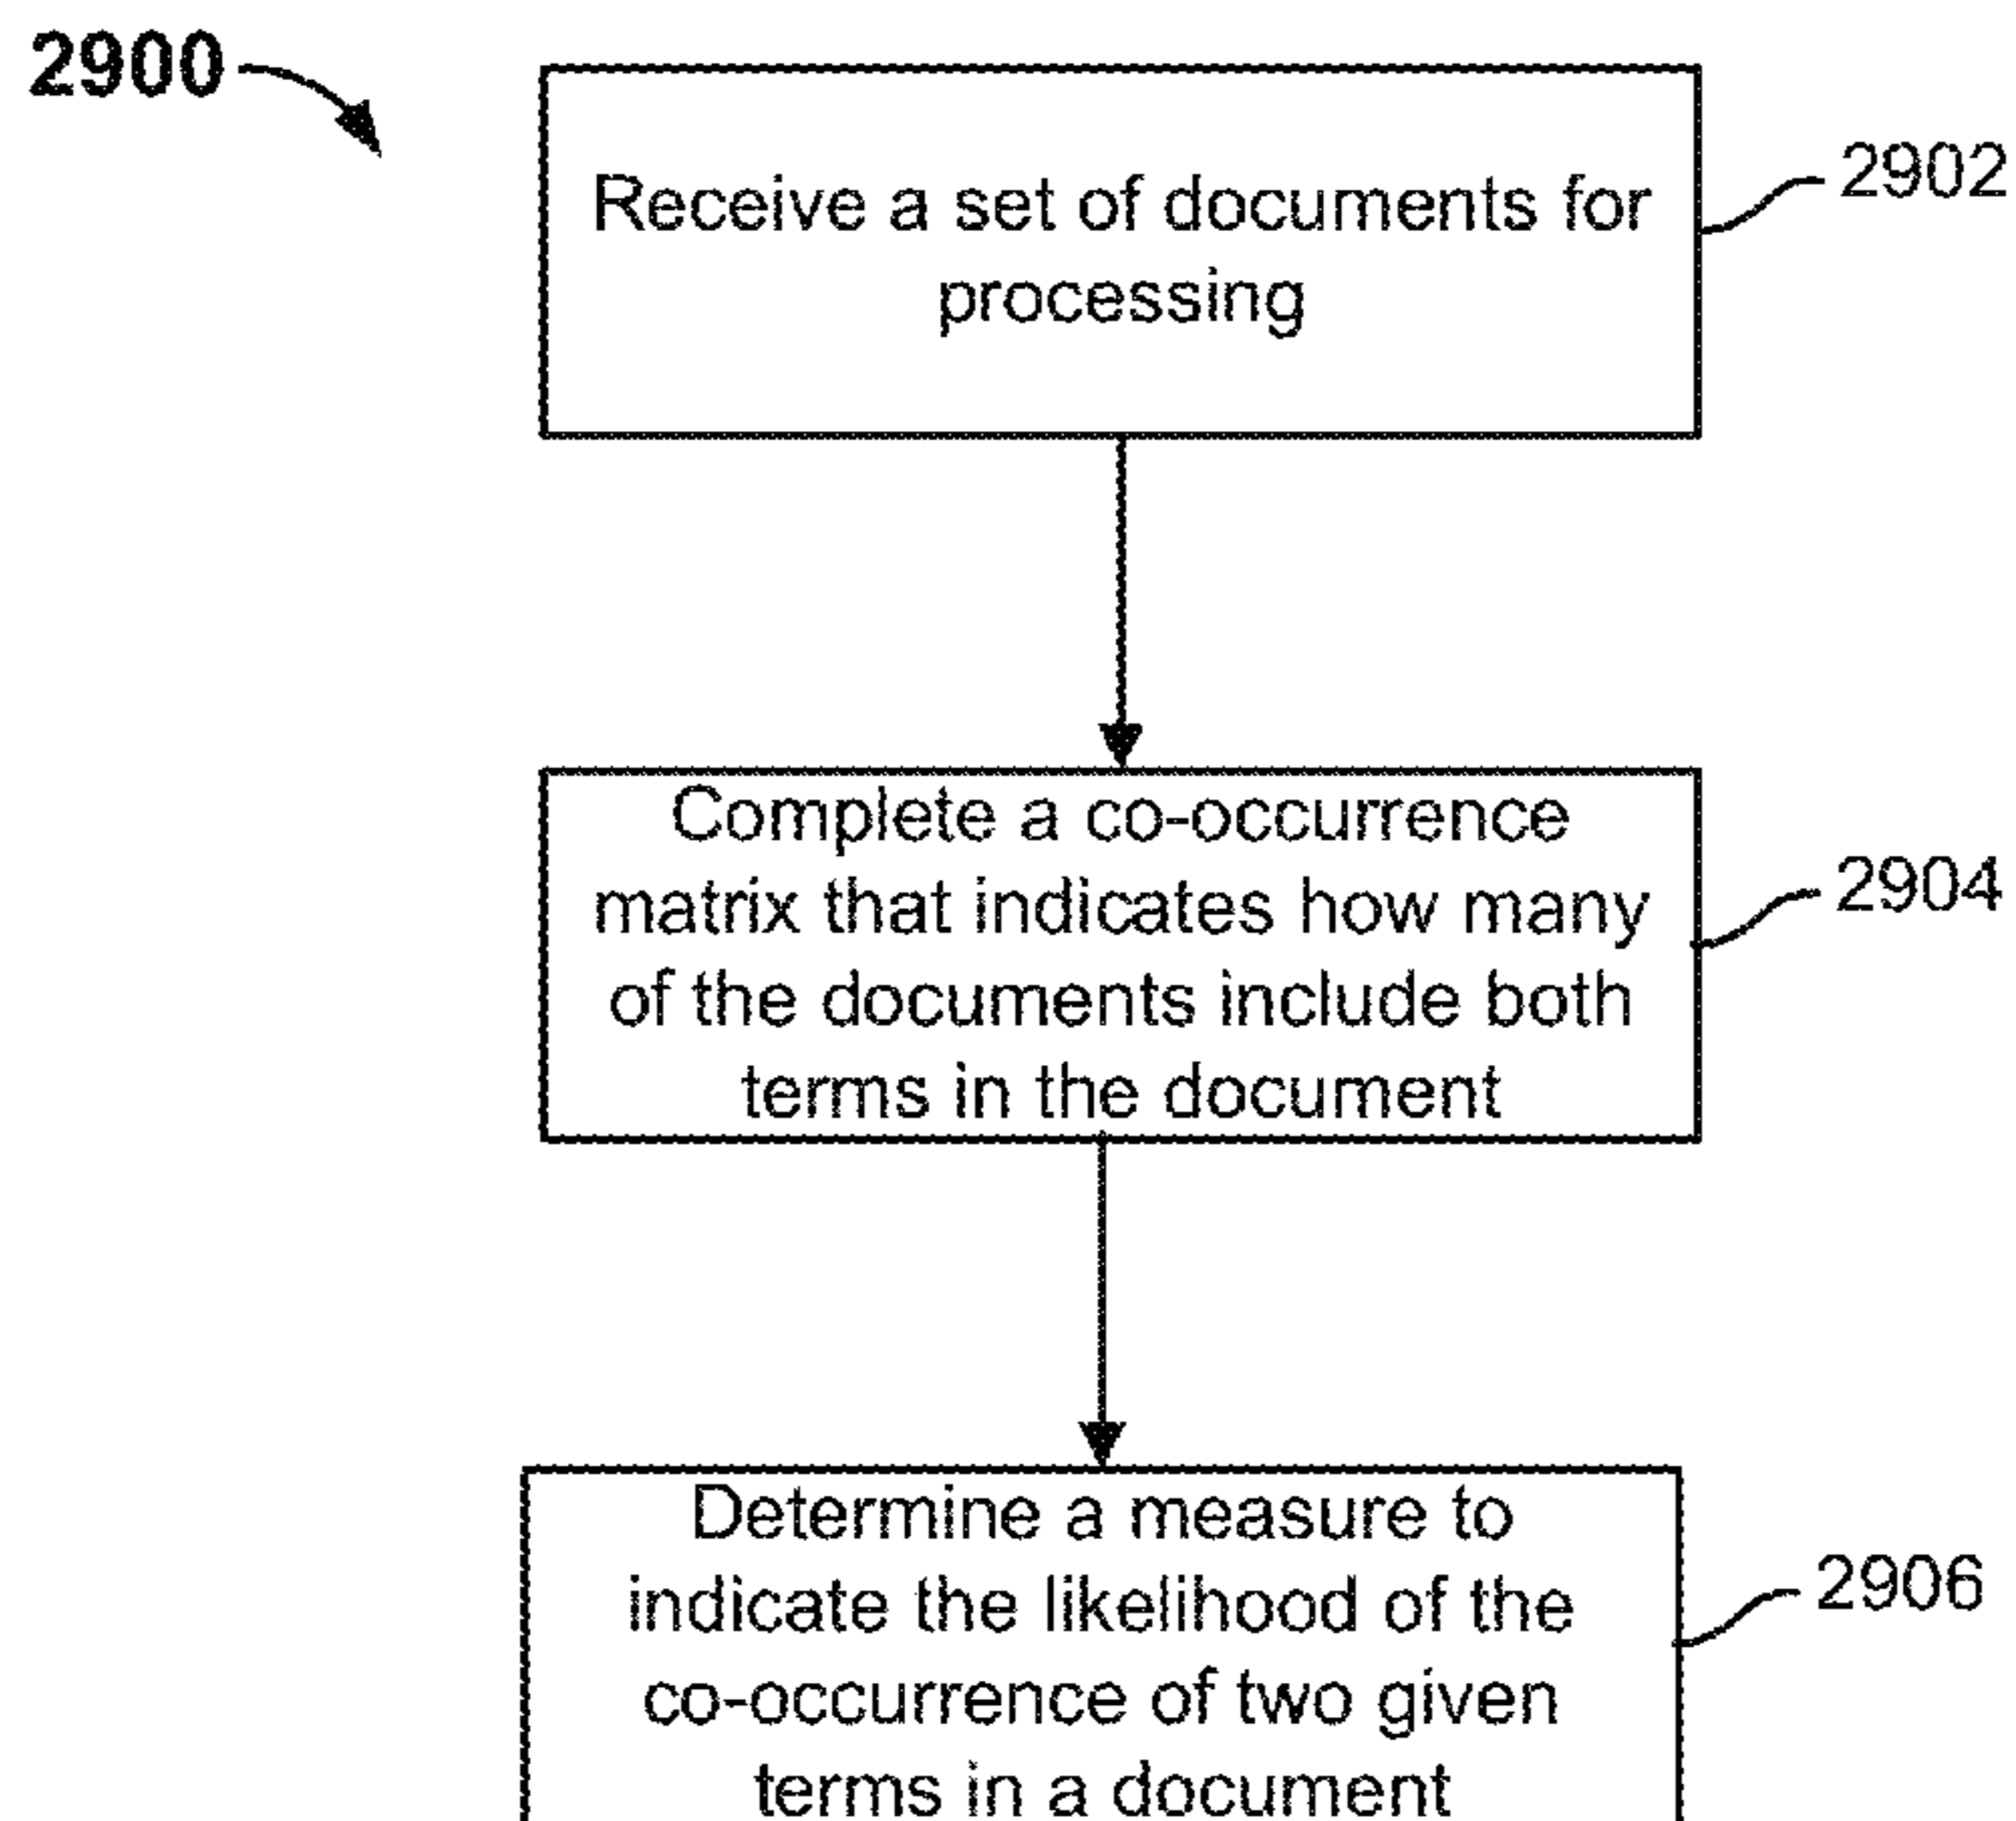 2900
Receive a set of documents for
processing
2902
Complete a co-occurrence
matrix that indicates how many
of the documents include both
terms in the document
2904
Determine a measure to
indicate the likelihood of the
co-occurrence of two given
terms in a document
2906